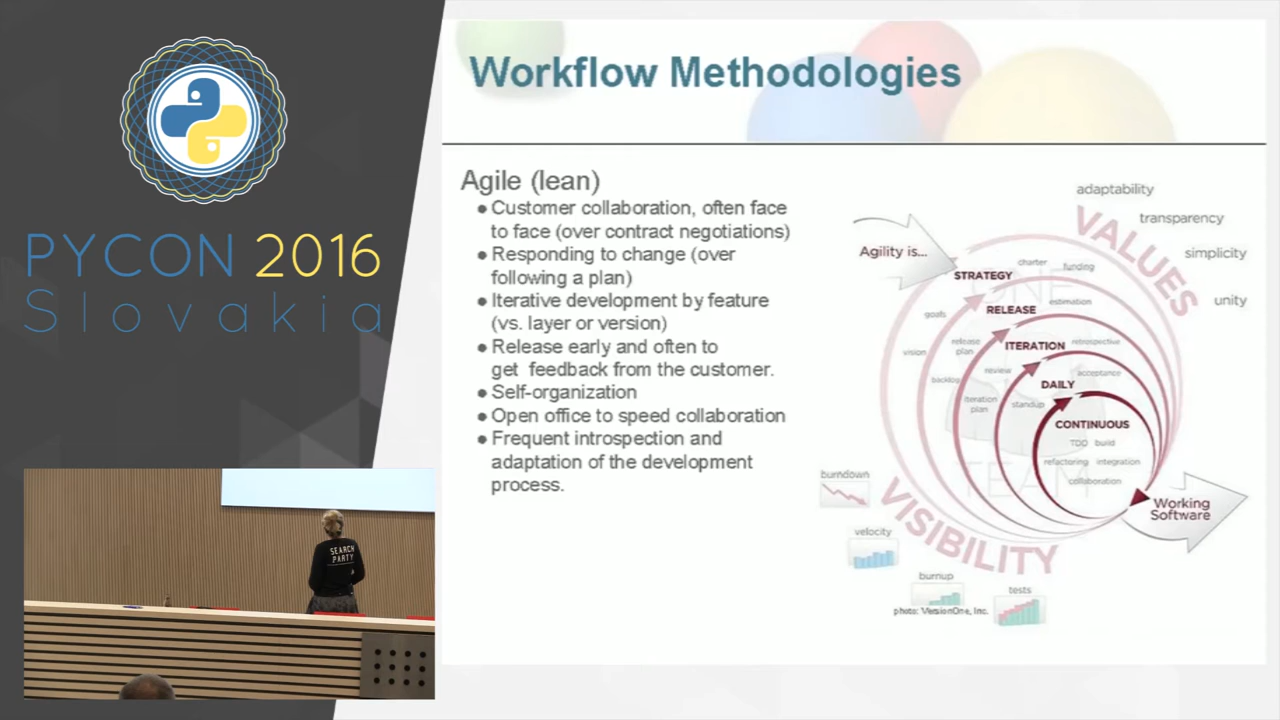 PYCON 2016
Slovakia
SEARCH
PARTY
Workflow Methodologies
Agile (lean)
● Customer collaboration, often face
to face (over contract negotiations)
● Responding to change (over
following a plan)
● Iterative development by feature
(vs. layer or version)
● Release early and often to
get feedback from the customer.
● Self-organization
● Open office to speed collaboration
● Frequent introspection and
adaptation of the development
process.
adaptability
transparency
simplicity
unity
VALUES
Agility is...
STRATEGY
charter
funding
goals
vision
ONE
TEAM
RELEASE
estimation
release
plan
backlog
ITERATION
retrospective
review
iteration
plan
acceptance
DAILY
standup
CONTINUOUS
TDD build
refactoring integration
collaboration
Working
Software
VISIBILITY
burndown
velocity
burnup
tests
photo: VersionOne, Inc.